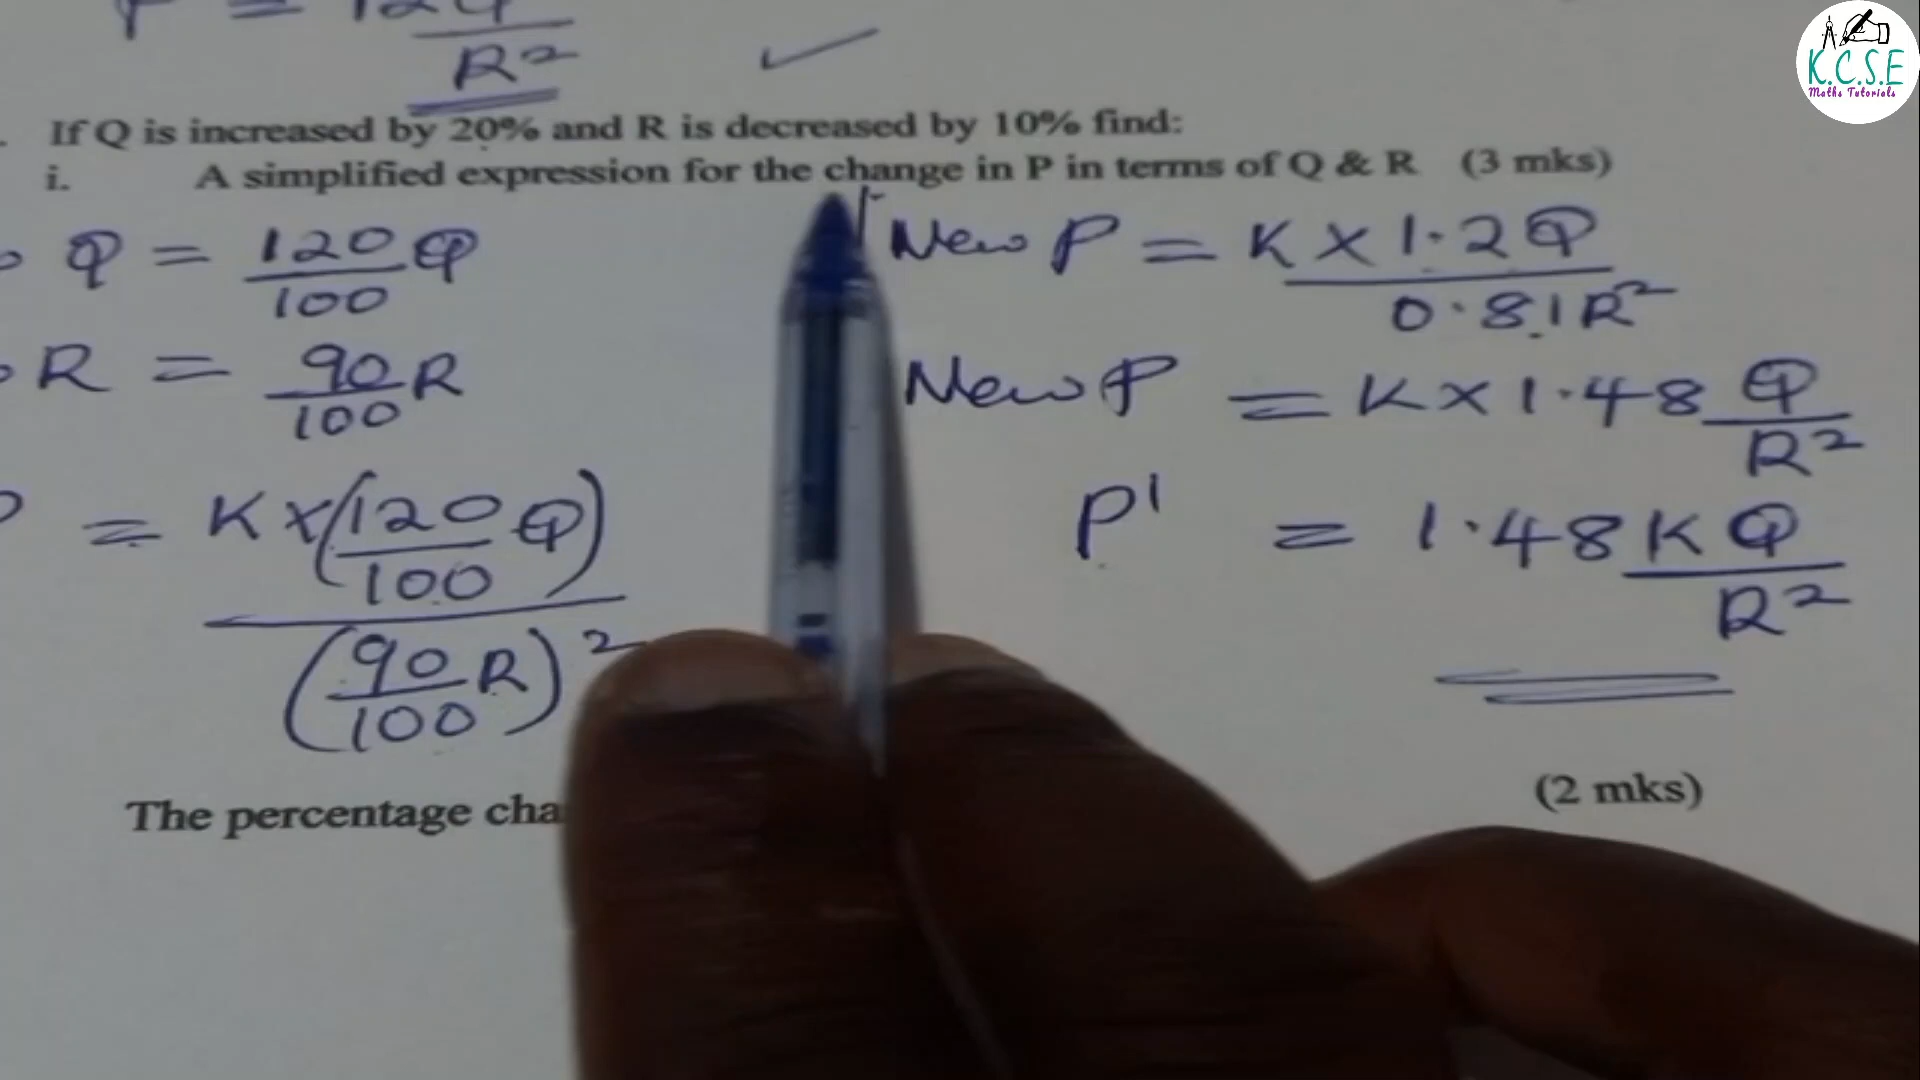 P = 12Q
R²
If Q is increased by 20% and R is decreased by 10% find:
i. A simplified expression for the change in P in terms of Q & R (3 mks)
Q = 120/100 Q
R = 90/100 R
= K × (120/100 Q)
(90/100 R)²
New P = K × 1.2Q
0.81R²
New P = K × 1.48 Q/R²
P' = 1.48 KQ/R²
The percentage cha
(2 mks)
K.C.S.E
Maths Tutorials